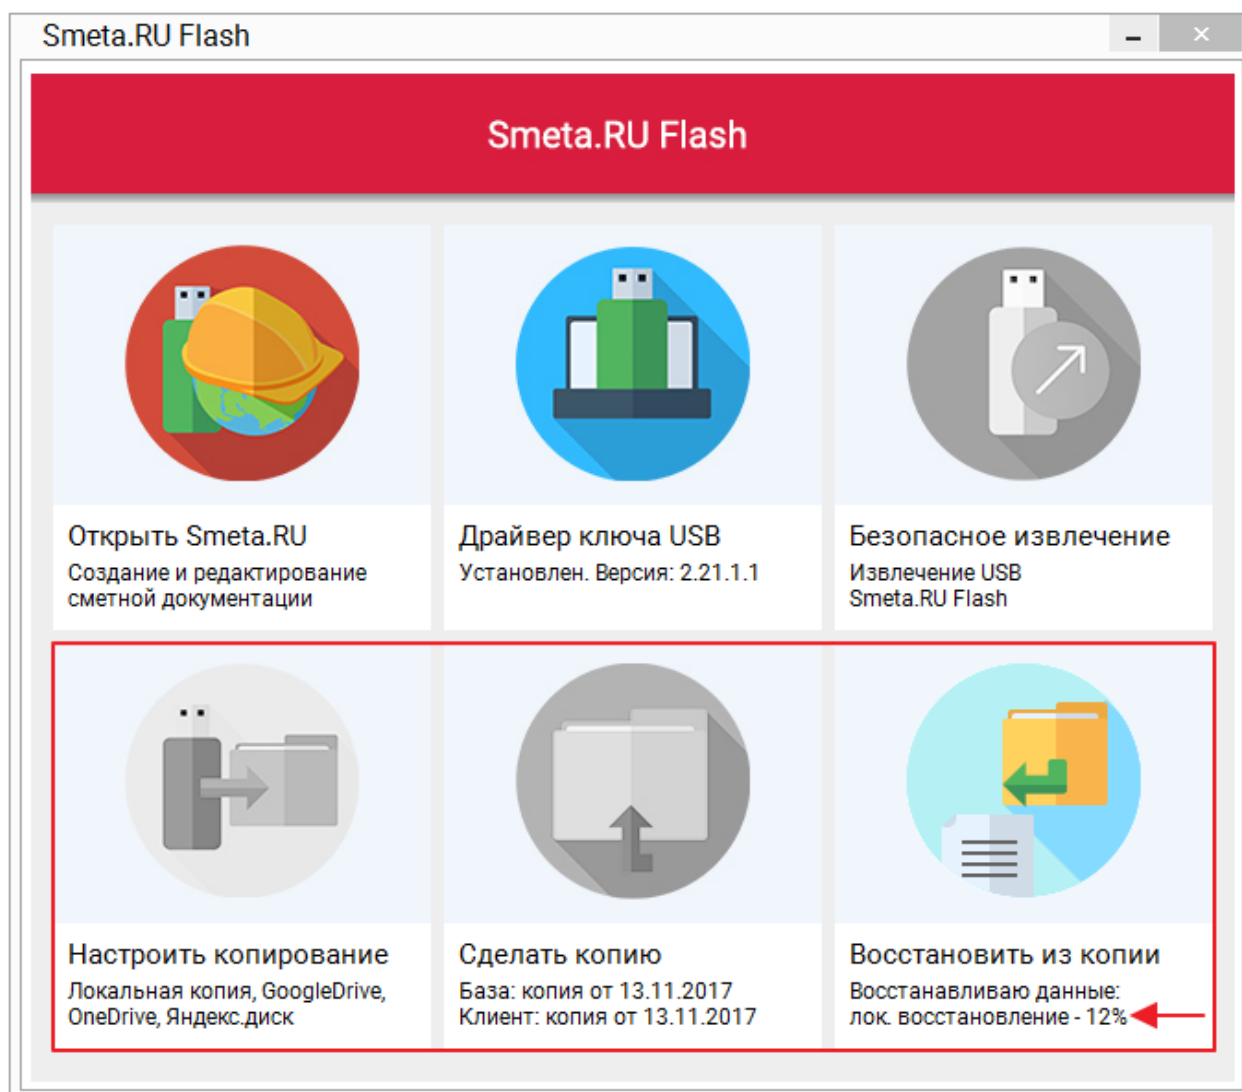 Smeta.RU Flash
Smeta.RU Flash
Открыть Smeta.RU
Создание и редактирование
сметной документации
Драйвер ключа USB
Установлен. Версия: 2.21.1.1
Безопасное извлечение
Извлечение USB
Smeta.RU Flash
Настроить копирование
Локальная копия, GoogleDrive,
OneDrive, Яндекс.диск
Сделать копию
База: копия от 13.11.2017
Клиент: копия от 13.11.2017
Восстановить из копии
Восстанавливаю данные:
лок. восстановление - 12%